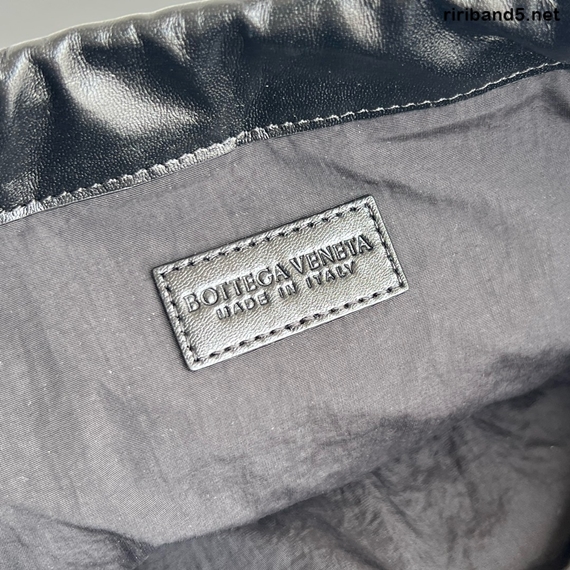 ririband5.net
BOTTEGA VENETA
MADE IN ITALY